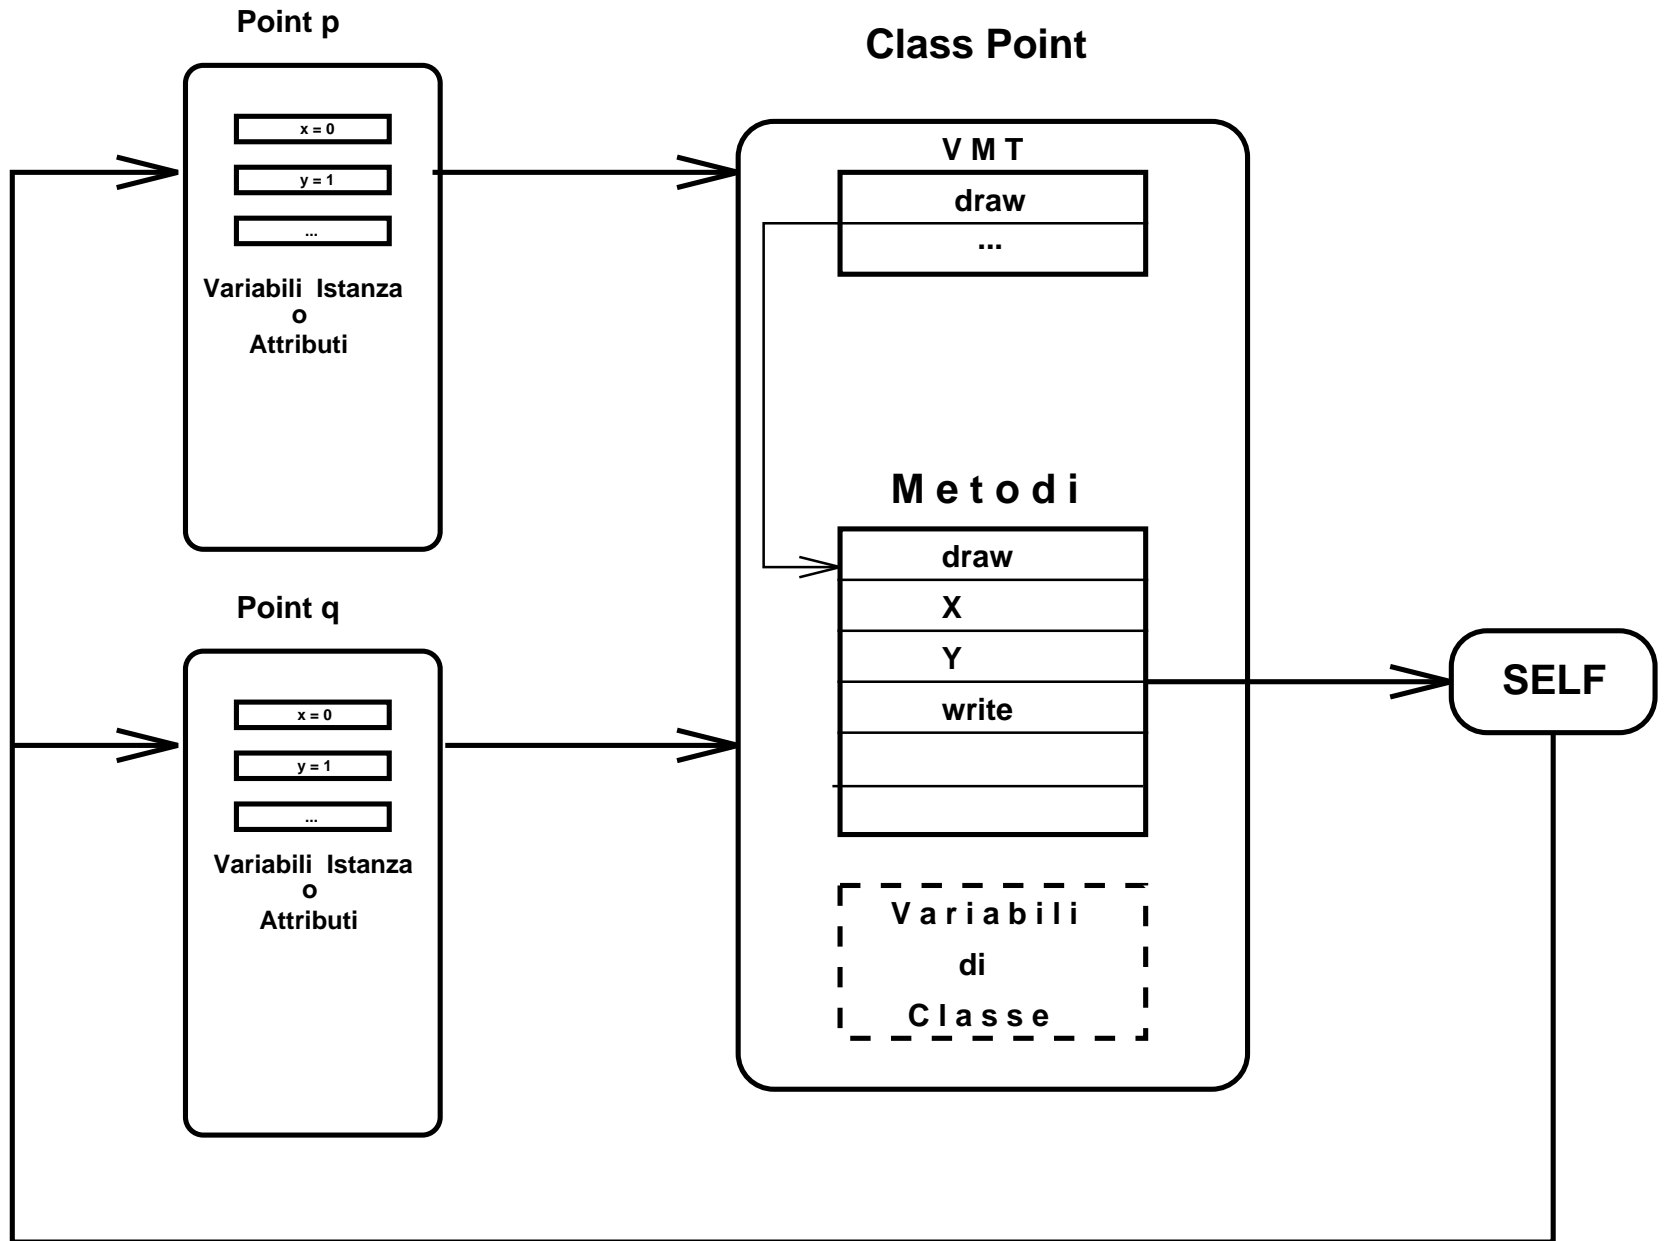 Point p
x = 0
y = 1
...
Variabili Istanza
o
Attributi
Point q
x = 0
y = 1
...
Variabili Istanza
o
Attributi
Class Point
V M T
draw
...
M e t o d i
draw
X
Y
write
V a r i a b i l i
di
C l a s s e
SELF